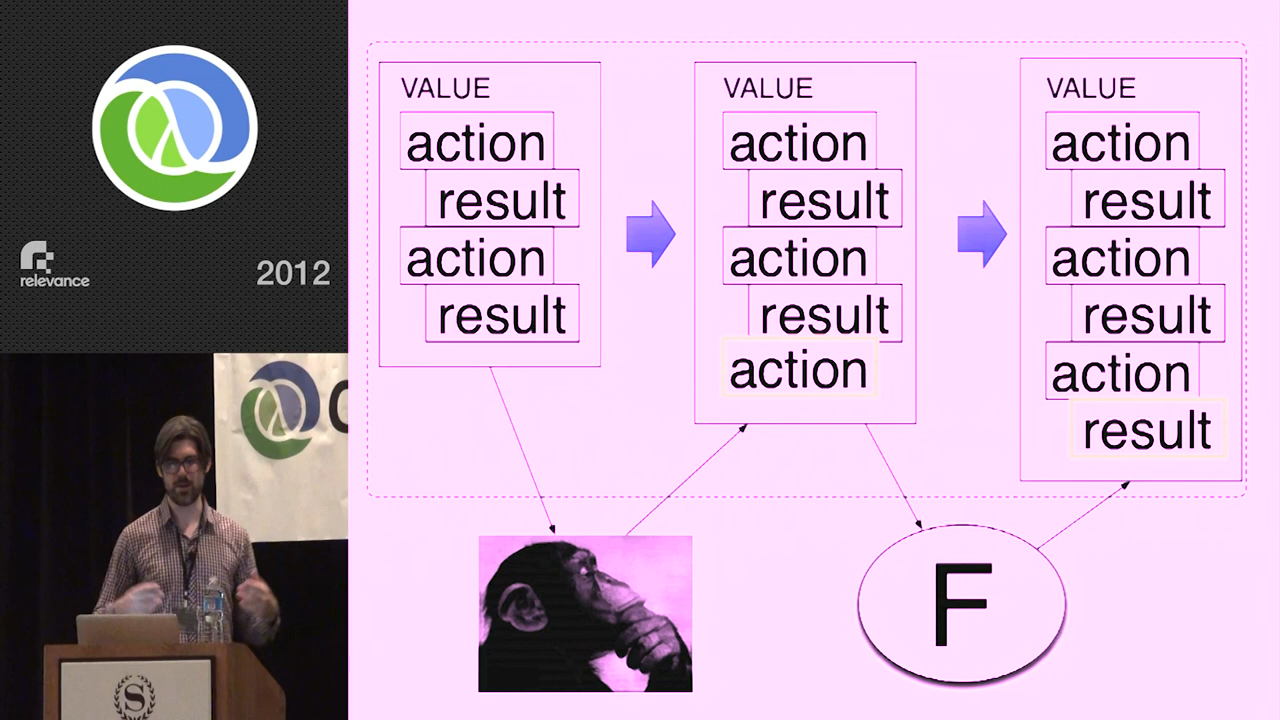 relevance
2012
C
S
VALUE
action
result
action
result
VALUE
action
result
action
result
action
VALUE
action
result
action
result
action
result
F